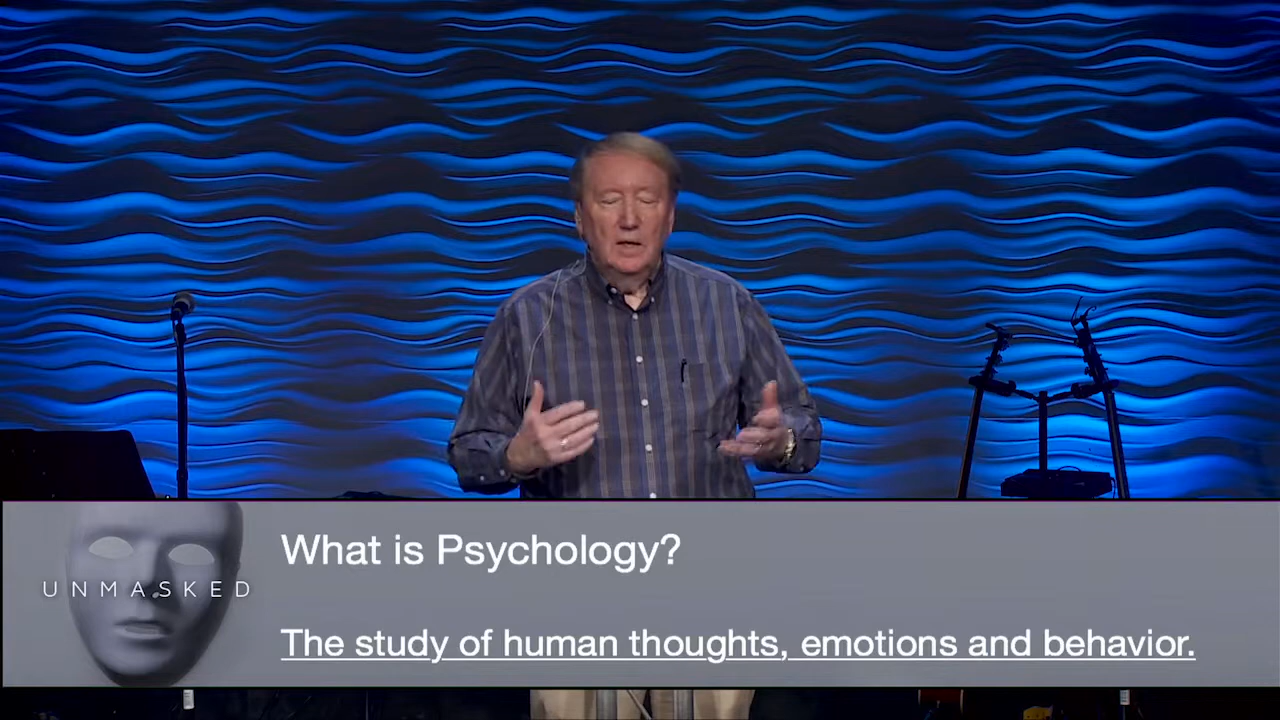 What is Psychology?
UNMASKED
The study of human thoughts, emotions and behavior.